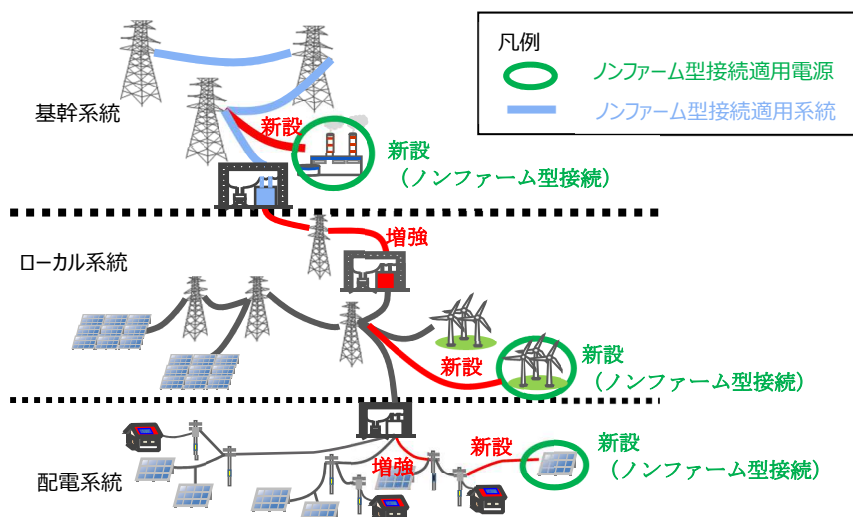 凡例
ノンファーム型接続適用電源
ノンファーム型接続適用系統
基幹系統
新設
新設
（ノンファーム型接続）
増強
ローカル系統
新設
新設
（ノンファーム型接続）
新設
新設
（ノンファーム型接続）
増強
配電系統